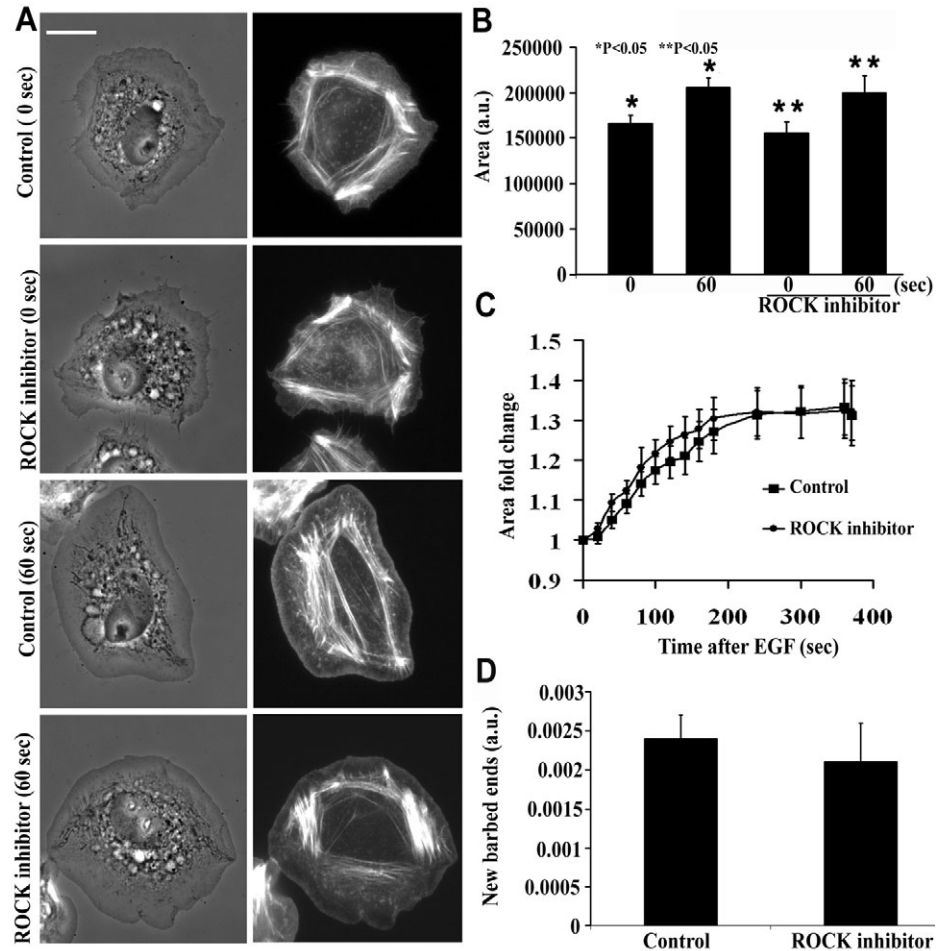 A
Control ( 0 sec)
ROCK inhibitor (0 sec)
Control (60 sec)
ROCK inhibitor (60 sec)
B
*P<0.05 **P<0.05
250000
200000
150000
100000
50000
0
Area (a.u.)
*
*
**
**
0 60 0 60 (sec)
ROCK inhibitor
C
1.5
1.4
1.3
1.2
1.1
1
0.9
Area fold change
Control
ROCK inhibitor
0 100 200 300 400
Time after EGF (sec)
D
0.003
0.0025
0.002
0.0015
0.001
0.0005
0
New barbed ends (a.u.)
Control ROCK inhibitor